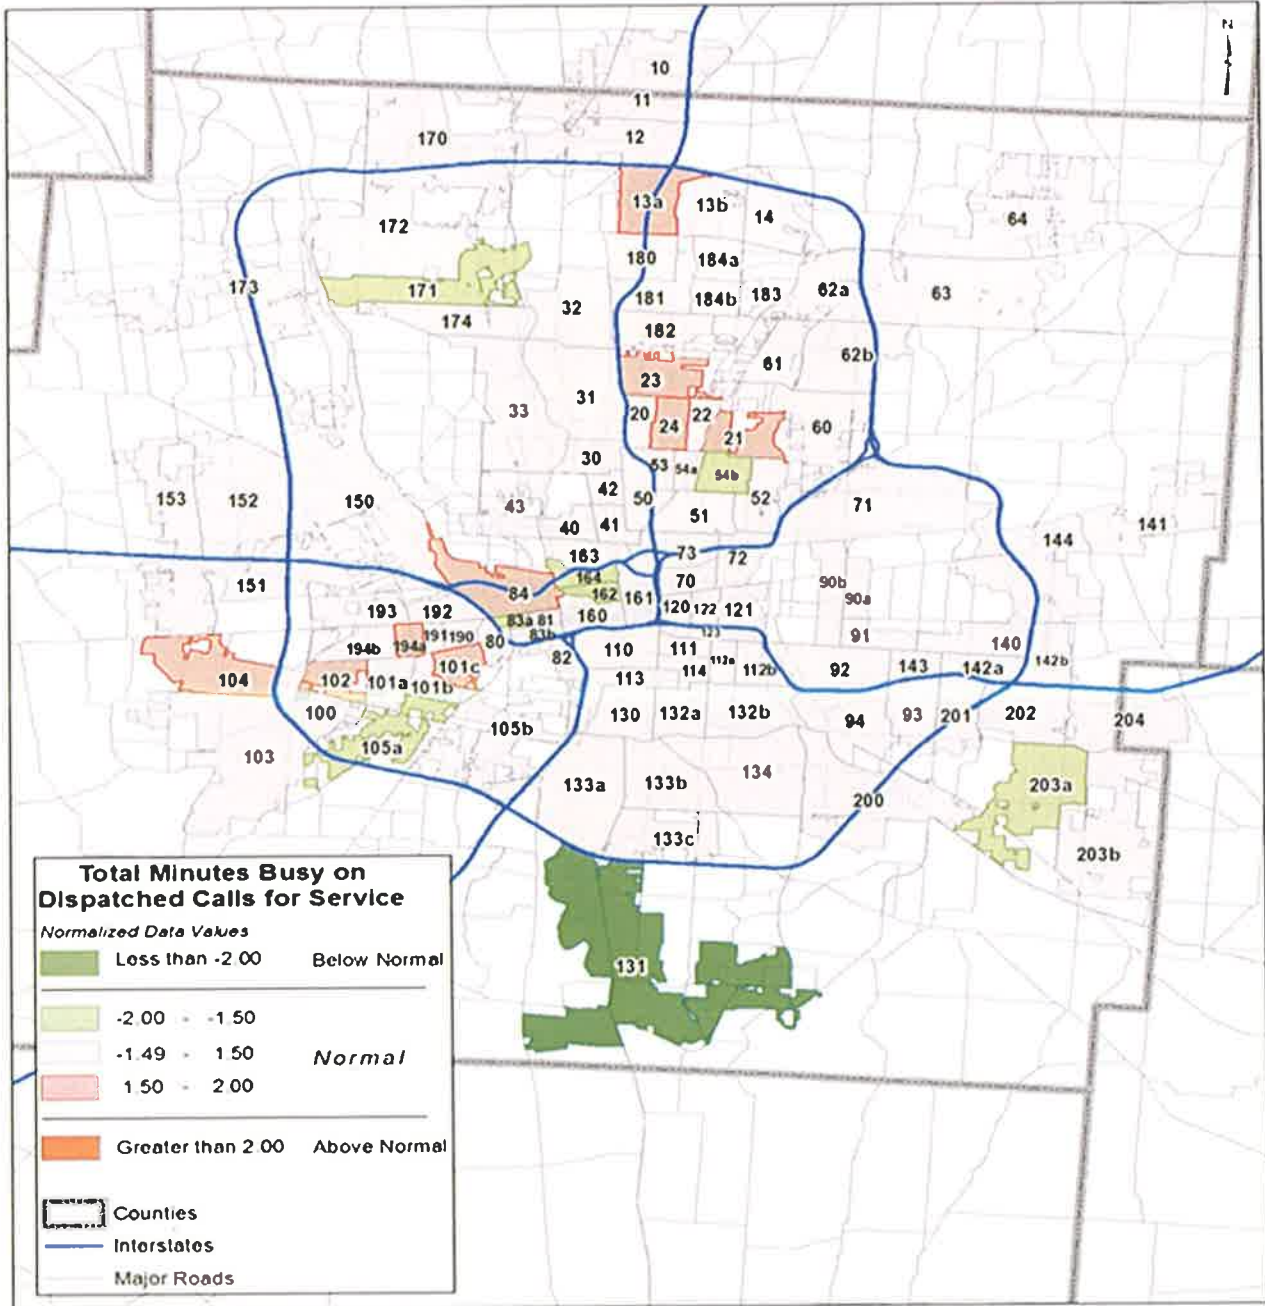 N
10
11
170
12
13a
13b
14
64
172
180
184a
173
171
181
184b
183
62a
63
32
174
182
62b
61
23
31
33
20
22
24
21
60
30
53
54a
54b
42
153
152
150
43
50
52
71
40
41
51
144
141
163
73
72
151
164
70
90b
84
162
161
90a
193
192
160
120
122
121
83a
81
191
190
80
83b
123
91
140
194b
194a
82
110
111
112a
142b
104
102
101a
101c
101b
113
114
112b
92
143
142a
100
105b
130
132a
132b
94
93
201
202
204
103
105a
133a
133b
134
200
203a
133c
203b
131
Total Minutes Busy on
Dispatched Calls for Service
Normalized Data Values
Less than -2.00 Below Normal
-2.00 - -1.50
-1.49 - 1.50 Normal
1.50 - 2.00
Greater than 2.00 Above Normal
Counties
Interstates
Major Roads